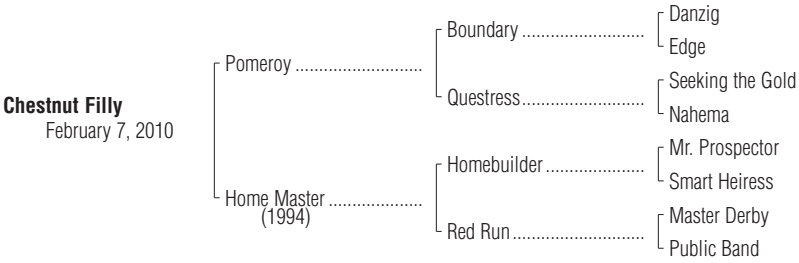 Danzig
Boundary ..............................
Edge
Pomeroy ...............................
Seeking the Gold
Questress..............................
Nahema
Chestnut Filly
February 7, 2010
Mr. Prospector
Homebuilder ........................
Smart Heiress
Home Master .......................
(1994)
Master Derby
Red Run ................................
Public Band